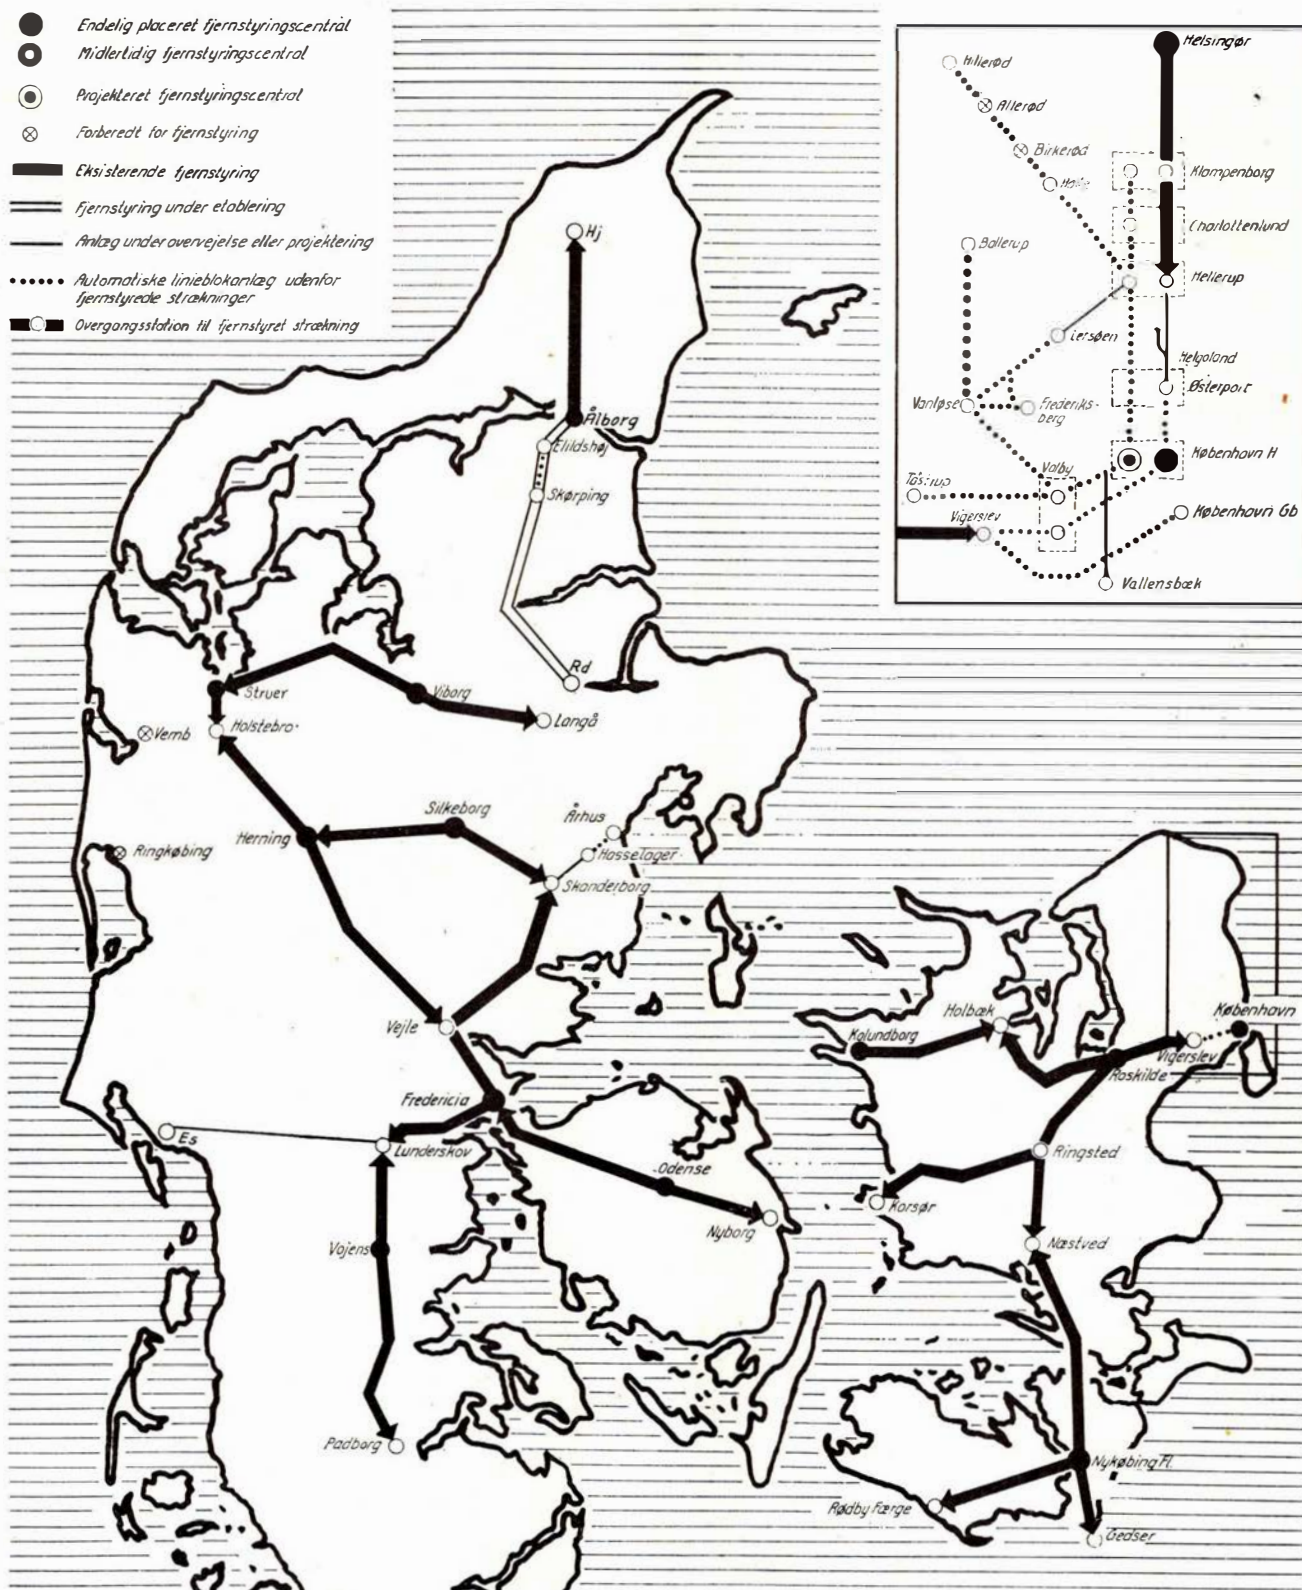 Endelig placeret fjernstyringscentral
Midlertidig fjernstyringscentral
Projekteret fjernstyringscentral
Forberedt for fjernstyring
Eksisterende fjernstyring
Fjernstyring under etablering
Anlæg under overvejelse eller projektering
Automatiske linieblokanlæg udenfor
fjernstyrede strækninger
Overgangsstation til fjernstyret strækning
Helsingør
Hillerød
Allerød
Birkerød
Holte
Klampenborg
Charlottenlund
Ballerup
Hellerup
Lersøen
Helgoland
Østerport
Vanløse
Frederiks-
berg
København H
Valby
Tåstrup
Vigerslev
København Gb
Vallensbæk
Hj
Ålborg
Ellidshøj
Skørping
Rd
Struer
Viborg
Langå
Vemb
Holstebro
Silkeborg
Århus
Herning
Hasselager
Ringkøbing
Skanderborg
Vejle
Holbæk
København
Kalundborg
Vigerslev
Roskilde
Fredericia
Es
Lunderskov
Odense
Ringsted
Korsør
Nyborg
Vojens
Næstved
Padborg
Nykøbing Fl.
Rødby Færge
Gedser